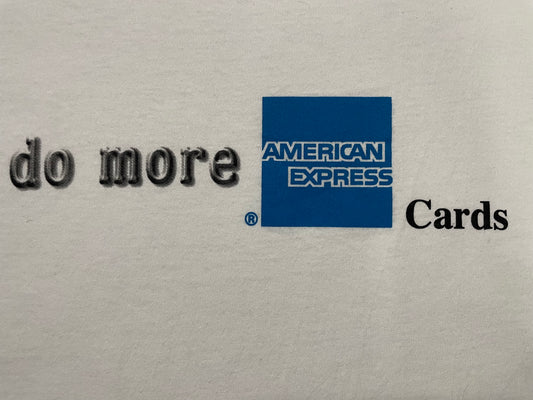 do more
AMERICAN
EXPRESS
®
Cards